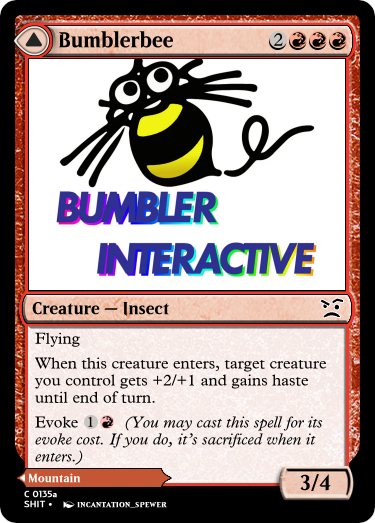 Bumblerbee 2
BUMBLER
INTERACTIVE
Creature — Insect
Flying
When this creature enters, target creature
you control gets +2/+1 and gains haste
until end of turn.
Evoke 1 (You may cast this spell for its
evoke cost. If you do, it's sacrificed when it
enters.)
Mountain
3/4
C 0135a
SHIT • INCANTATION_SPEWER